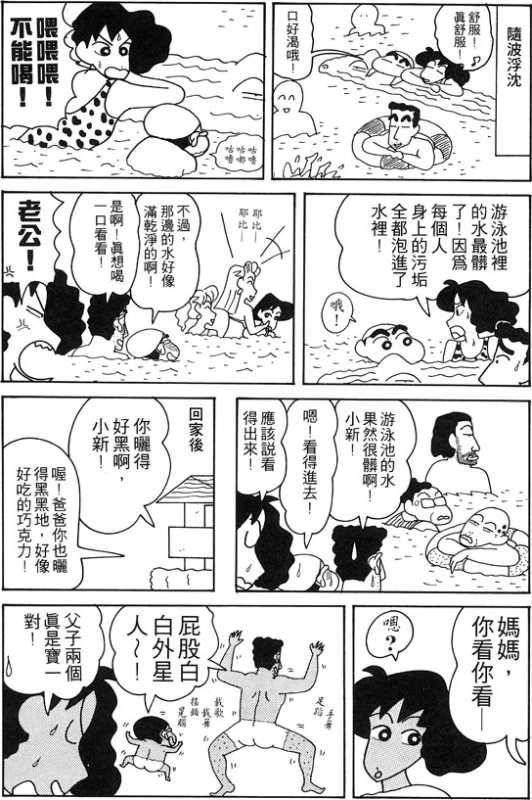 隨波浮沈
舒服！
真舒服！♪
口好渴哦！
咕嚕
咕嘟
咕嚕
喂喂喂！
不能喝！
游泳池裡
的水最髒
了！因為
每個人
身上的污垢
全都泡進了
水裡！
哦！
耶比—
耶比—
不過，
那邊的水好像
滿乾淨的啊！
是啊！真想喝
一口看看！
老公！
游泳池的水
果然很髒啊！
小新！
嗯！看得進去！
應該說看
得出來！
回家後
你曬得
好黑啊，
小新！
喔！爸爸你也曬
得黑黑地，好像
好吃的巧克力！
媽媽，
你看你看—
嗯？
手舞
足蹈
屁股白
白外星
人～！
父子兩個
真是寶一
對！